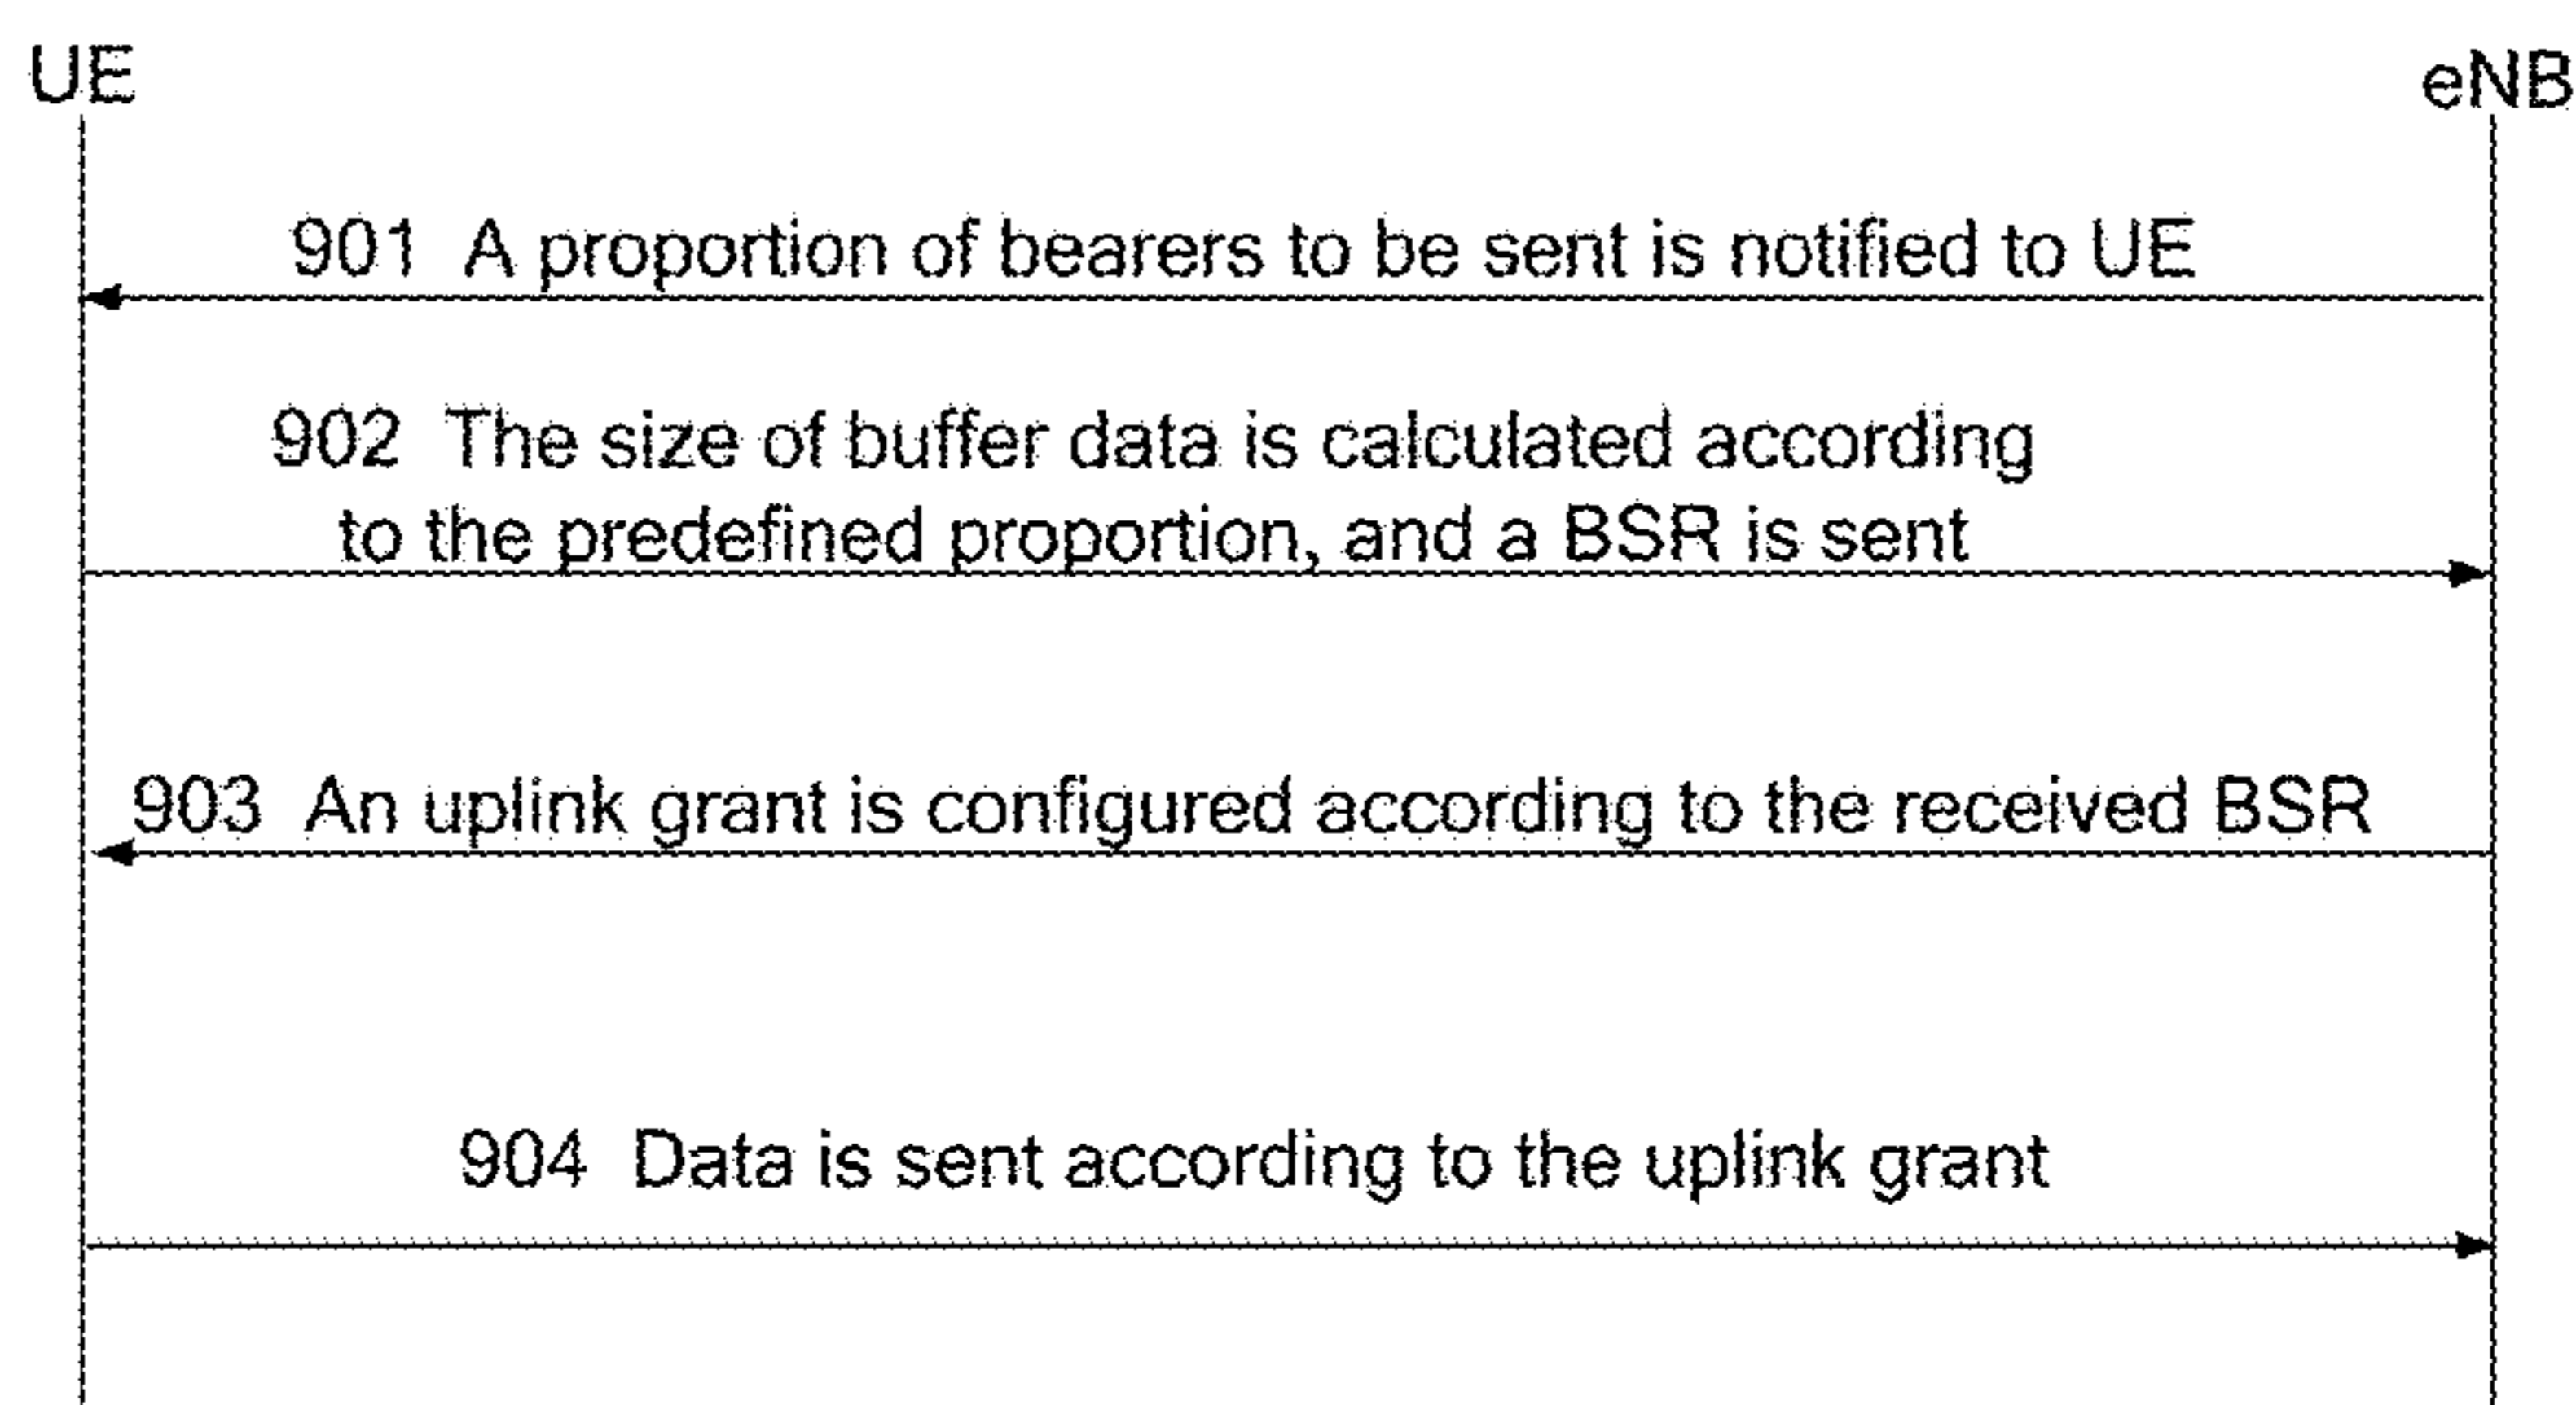 UE
eNB
901 A proportion of bearers to be sent is notified to UE
902 The size of buffer data is calculated according
to the predefined proportion, and a BSR is sent
903 An uplink grant is configured according to the received BSR
904 Data is sent according to the uplink grant